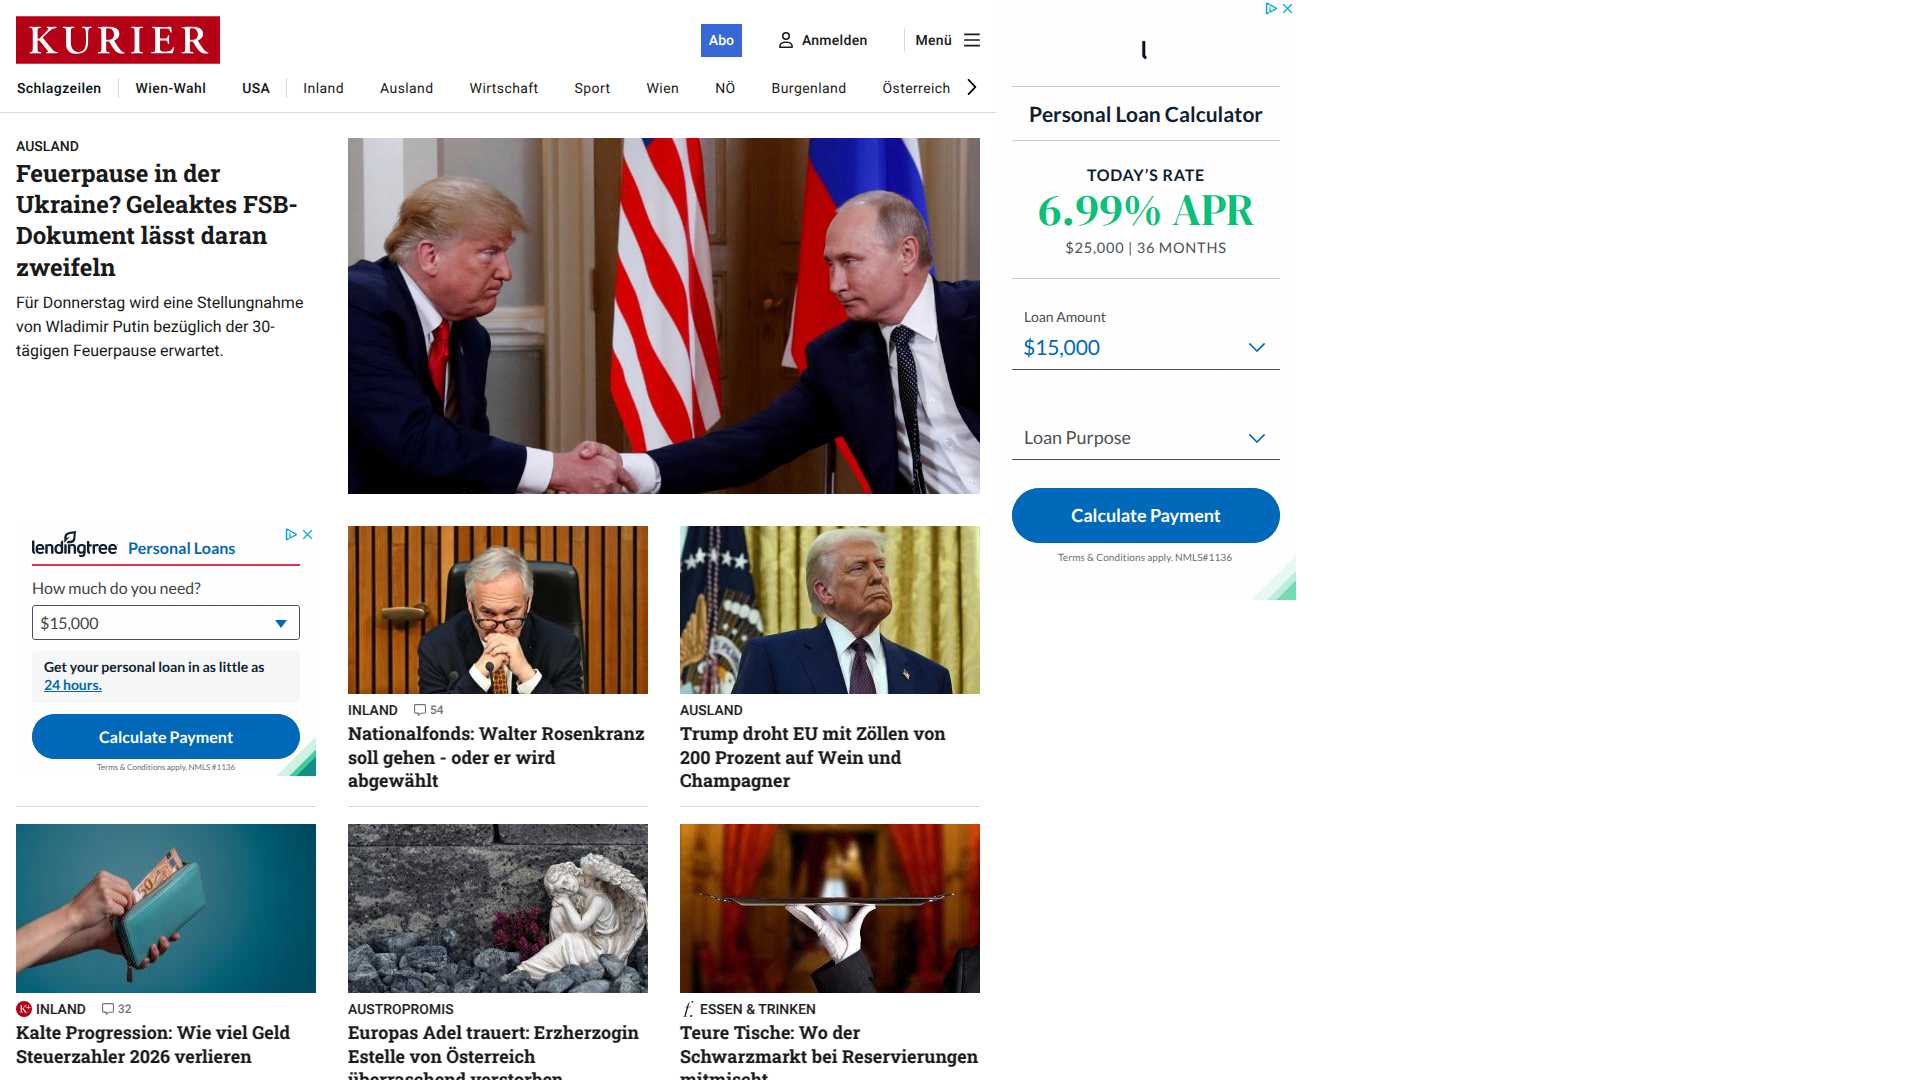 KURIER
Abo
Anmelden
Menü
Schlagzeilen
Wien-Wahl
USA
Inland
Ausland
Wirtschaft
Sport
Wien
NÖ
Burgenland
Österreich
AUSLAND
Feuerpause in der
Ukraine? Geleaktes FSB-
Dokument lässt daran
zweifeln
Für Donnerstag wird eine Stellungnahme
von Wladimir Putin bezüglich der 30-
tägigen Feuerpause erwartet.
Personal Loan Calculator
TODAY’S RATE
6.99% APR
$25,000 | 36 MONTHS
Loan Amount
$15,000
Loan Purpose
Calculate Payment
Terms & Conditions apply. NMLS#1136
lendingtree Personal Loans
How much do you need?
$15,000
Get your personal loan in as little as
24 hours.
Calculate Payment
Terms & Conditions apply. NMLS #1136
INLAND 54
Nationalfonds: Walter Rosenkranz
soll gehen - oder er wird
abgewählt
AUSLAND
Trump droht EU mit Zöllen von
200 Prozent auf Wein und
Champagner
50
K+ INLAND 32
Kalte Progression: Wie viel Geld
Steuerzahler 2026 verlieren
AUSTROPROMIS
Europas Adel trauert: Erzherzogin
Estelle von Österreich
überraschend verstorben
f. ESSEN & TRINKEN
Teure Tische: Wo der
Schwarzmarkt bei Reservierungen
mitmischt